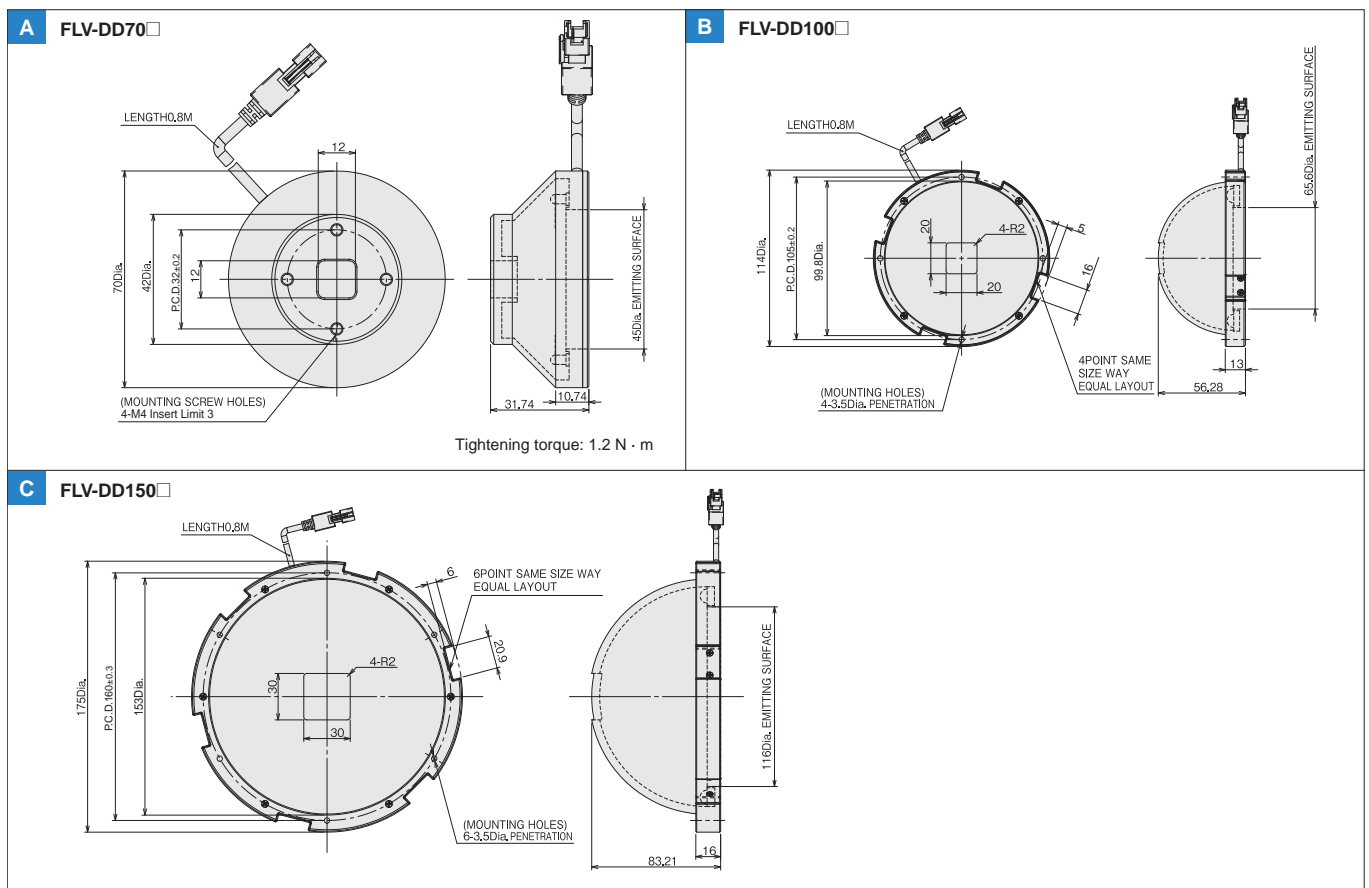 A FLV-DD70□
LENGTH0.8M
12
70Dia.
42Dia.
P.C.D.32±0.2
12
45Dia. EMITTING SURFACE
(MOUNTING SCREW HOLES)
4-M4 Insert Limit 3
10.74
31.74
Tightening torque: 1.2 N · m
B FLV-DD100□
LENGTH0.8M
114Dia.
P.C.D.105±0.2
99.8Dia.
20
4-R2
20
5
16
65.6Dia. EMITTING SURFACE
(MOUNTING HOLES)
4-3.5Dia. PENETRATION
4POINT SAME
SIZE WAY
EQUAL LAYOUT
13
56.28
C FLV-DD150□
LENGTH0.8M
175Dia.
P.C.D.160±0.3
153Dia.
30
4-R2
30
6
6POINT SAME SIZE WAY
EQUAL LAYOUT
20.9
116Dia. EMITTING SURFACE
(MOUNTING HOLES)
6-3.5Dia. PENETRATION
16
83.21